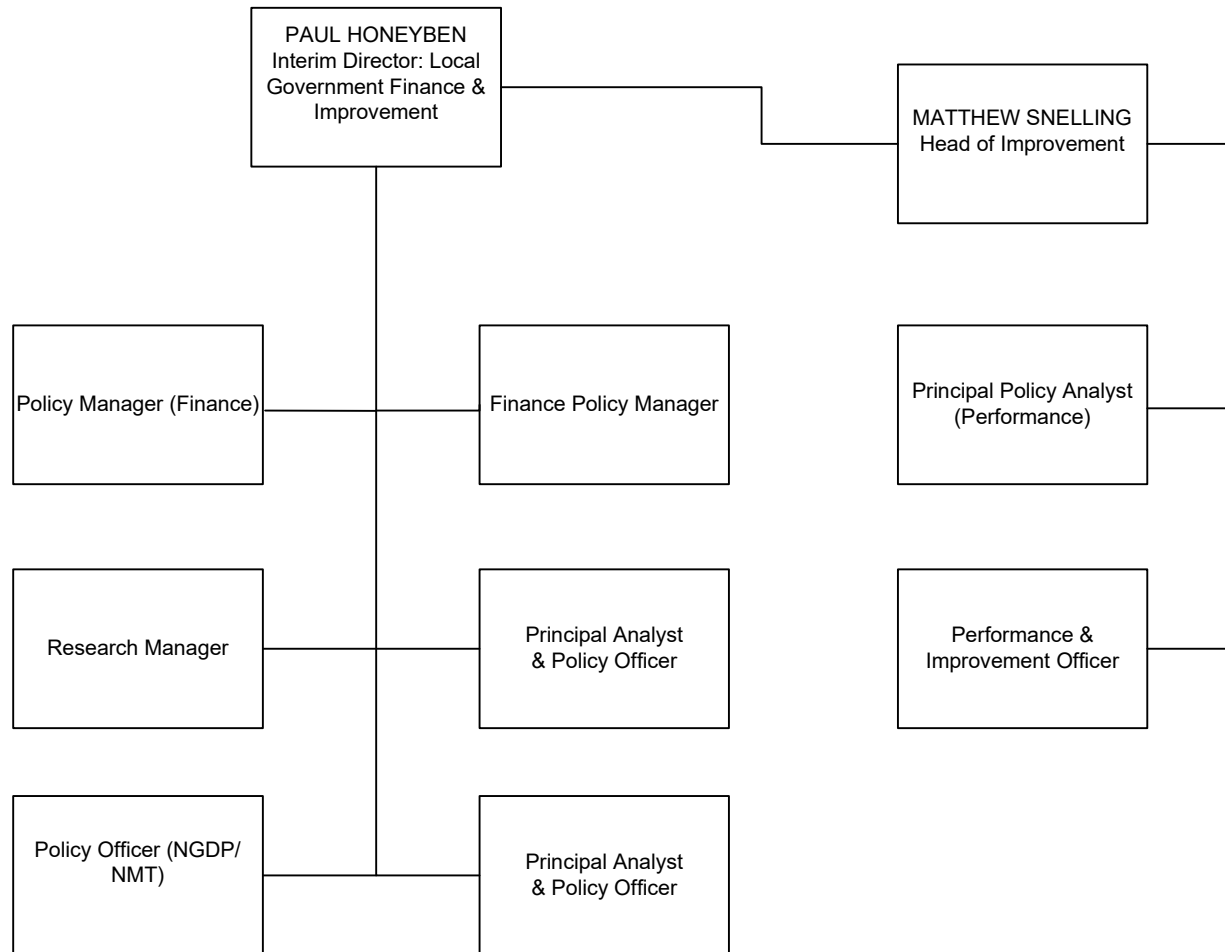 PAUL HONEYBEN
Interim Director: Local
Government Finance &
Improvement
MATTHEW SNELLING
Head of Improvement
Policy Manager (Finance)
Finance Policy Manager
Principal Policy Analyst
(Performance)
Research Manager
Principal Analyst
& Policy Officer
Performance &
Improvement Officer
Policy Officer (NGDP/
NMT)
Principal Analyst
& Policy Officer